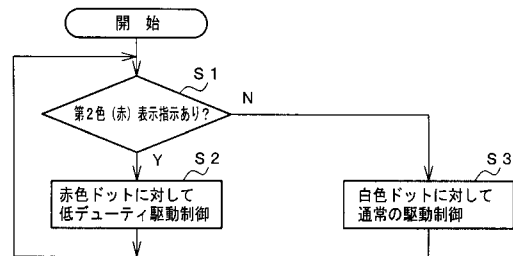 開 始
S1
第2色(赤)表示指示あり?
N
Y
S2
赤色ドットに対して
低デューティ駆動制御
S3
白色ドットに対して
通常の駆動制御